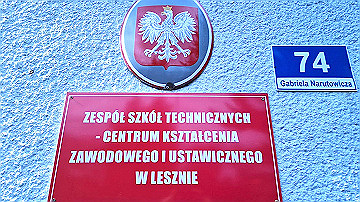 74
Gabriela Narutowicza
ZESPÓŁ SZKÓŁ TECHNICZNYCH
- CENTRUM KSZTAŁCENIA
ZAWODOWEGO I USTAWICZNEGO
W LESZNIE